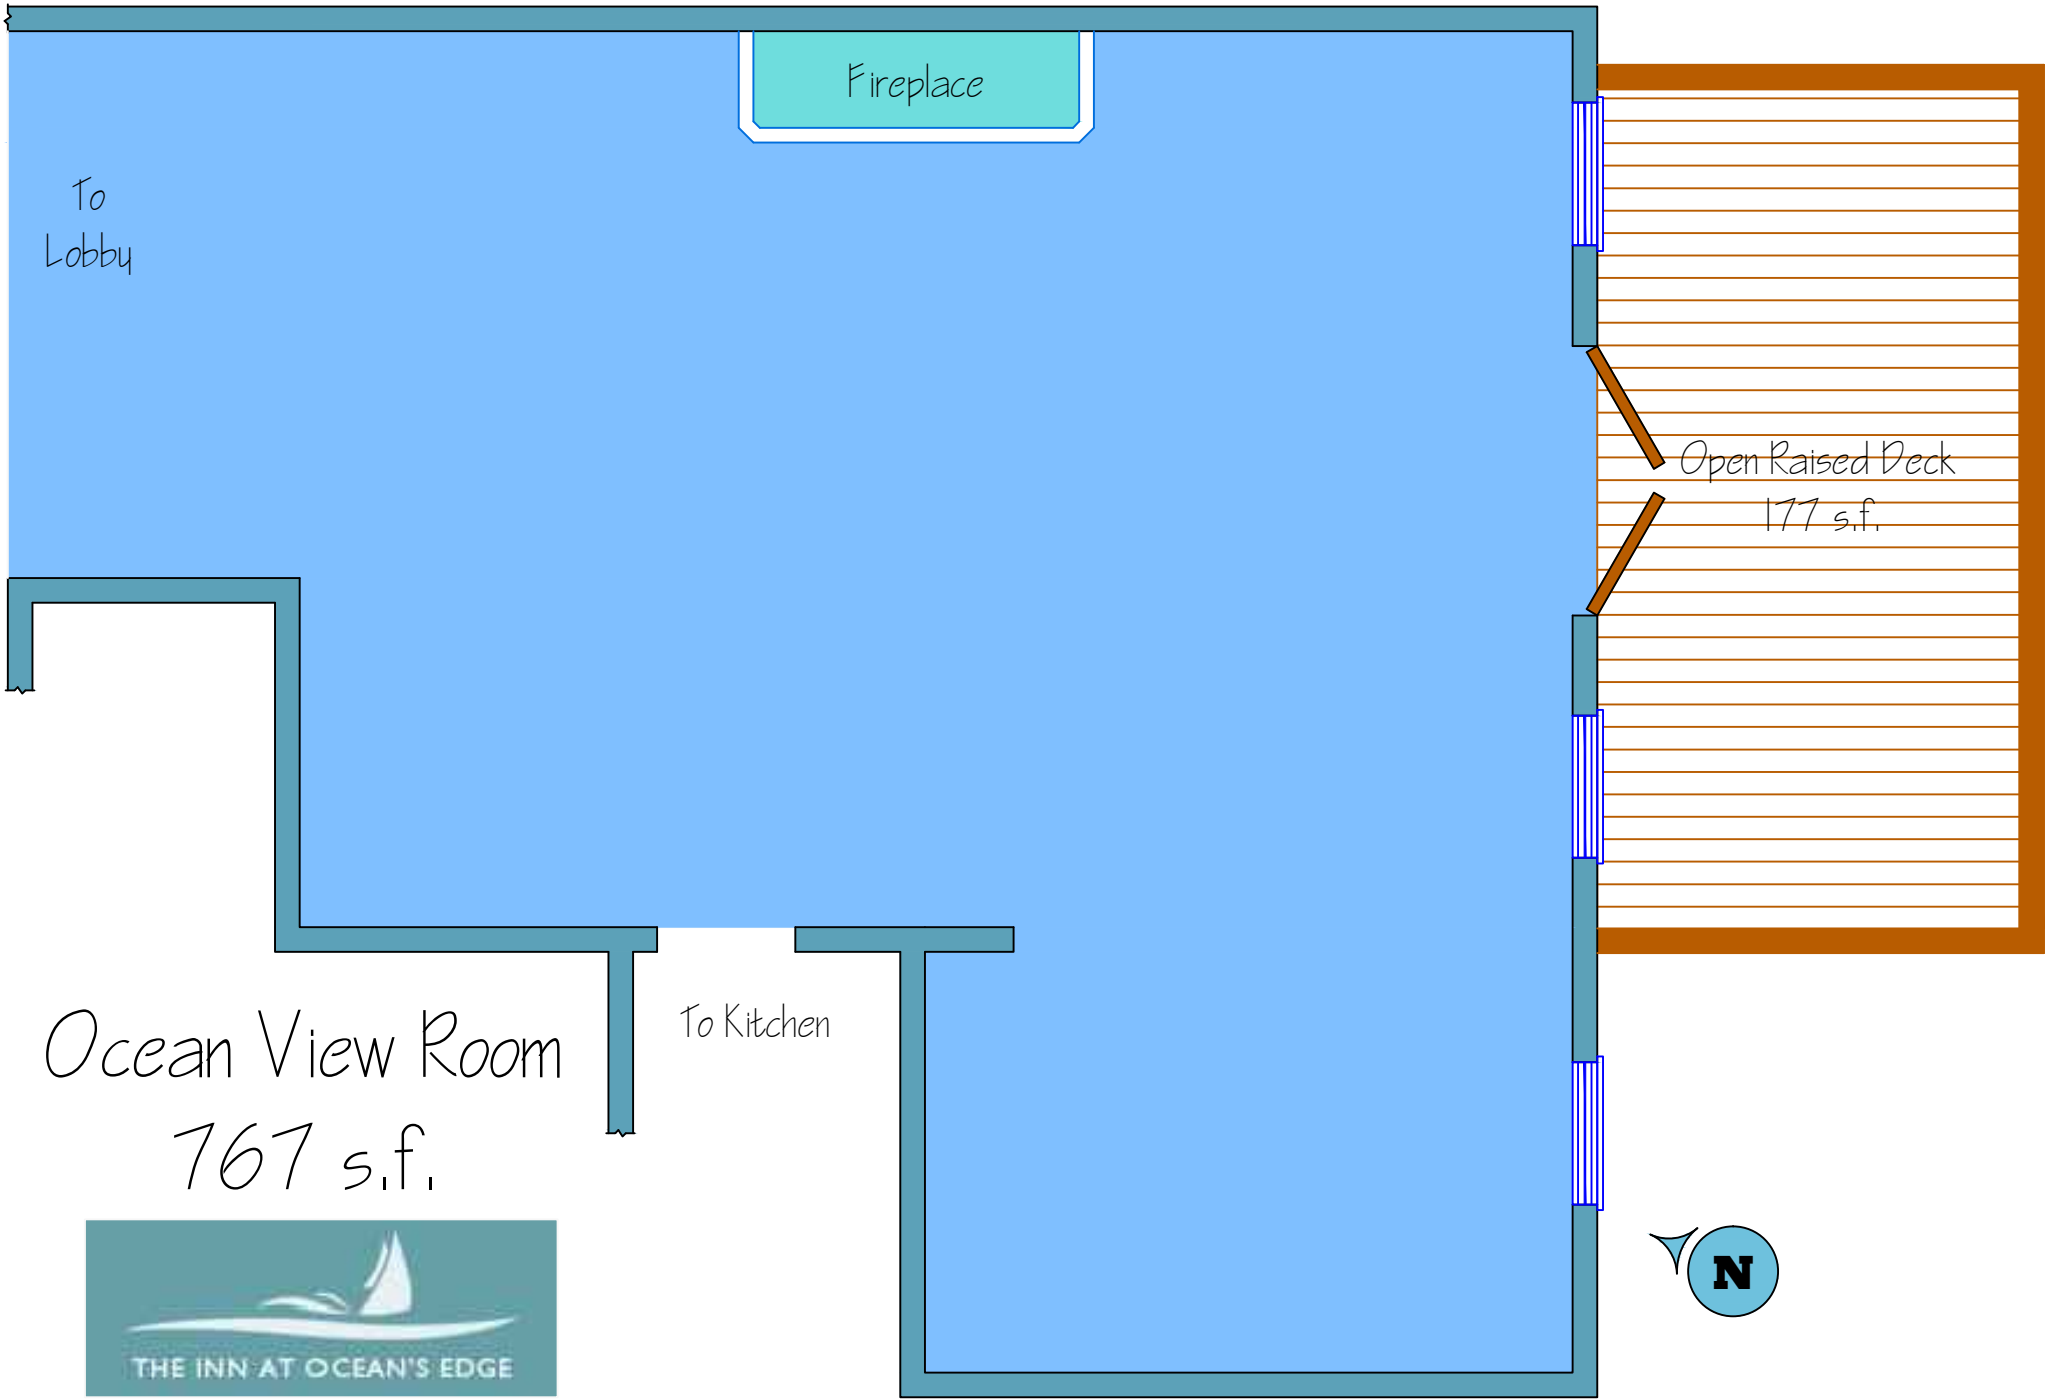 Fireplace
To
Lobby
Open Raised Deck
177 s.f.
To Kitchen
Ocean View Room
767 s.f.
THE INN AT OCEAN'S EDGE
N